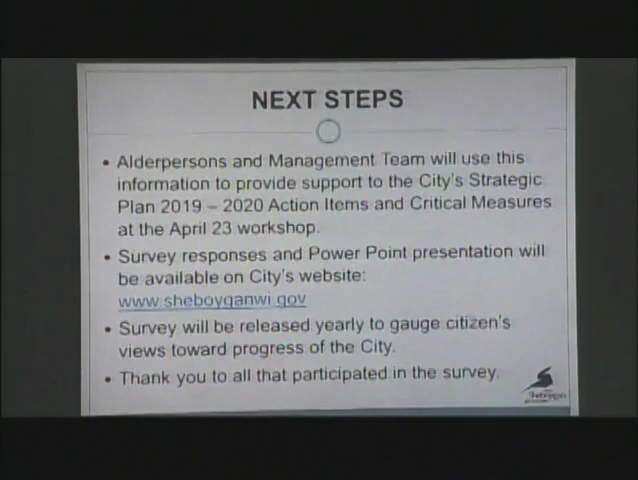 NEXT STEPS
• Alderpersons and Management Team will use this
information to provide support to the City's Strategic
Plan 2019 – 2020 Action Items and Critical Measures
at the April 23 workshop.
• Survey responses and Power Point presentation will
be available on City's website:
www.sheboyganwi.gov
• Survey will be released yearly to gauge citizen's
views toward progress of the City.
• Thank you to all that participated in the survey.